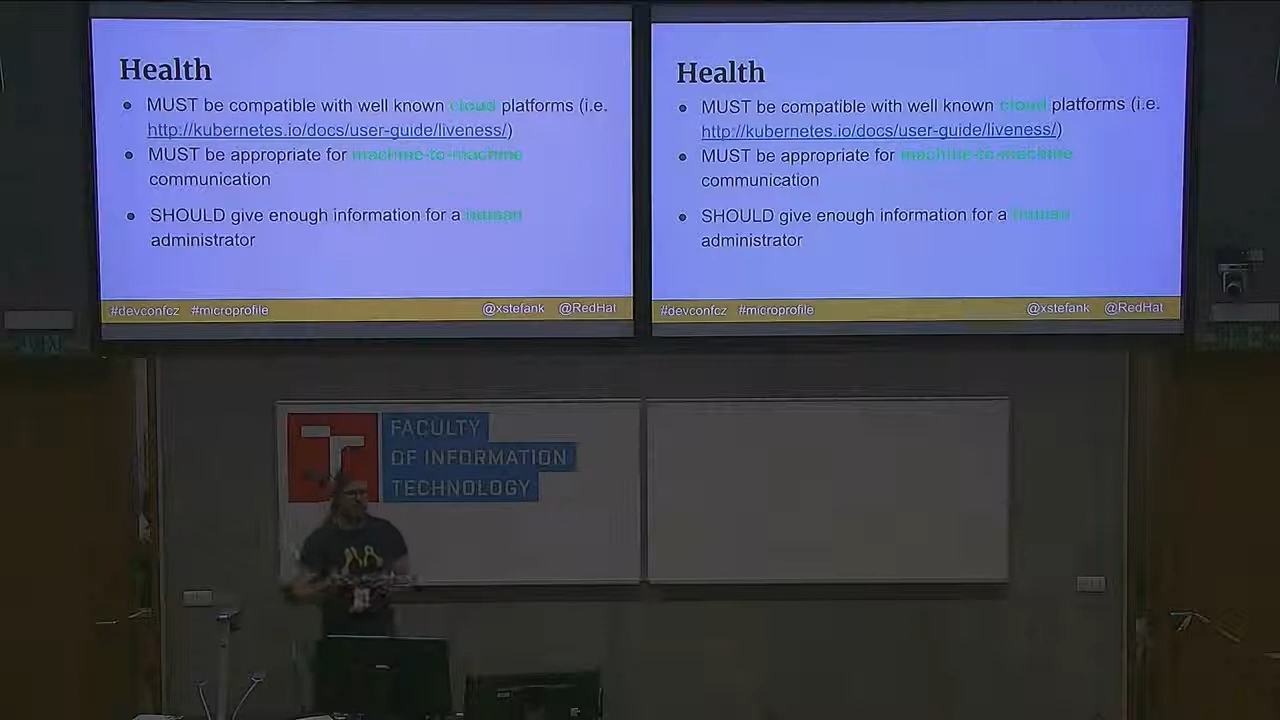 Health
MUST be compatible with well known cloud platforms (i.e.
http://kubernetes.io/docs/user-guide/liveness/)
MUST be appropriate for machine-to-machine
communication
SHOULD give enough information for a human
administrator
#devconfcz #microprofile @xstefank @RedHat
Health
MUST be compatible with well known cloud platforms (i.e.
http://kubernetes.io/docs/user-guide/liveness/)
MUST be appropriate for machine-to-machine
communication
SHOULD give enough information for a human
administrator
#devconfcz #microprofile @xstefank @RedHat
FACULTY
OF INFORMATION
TECHNOLOGY